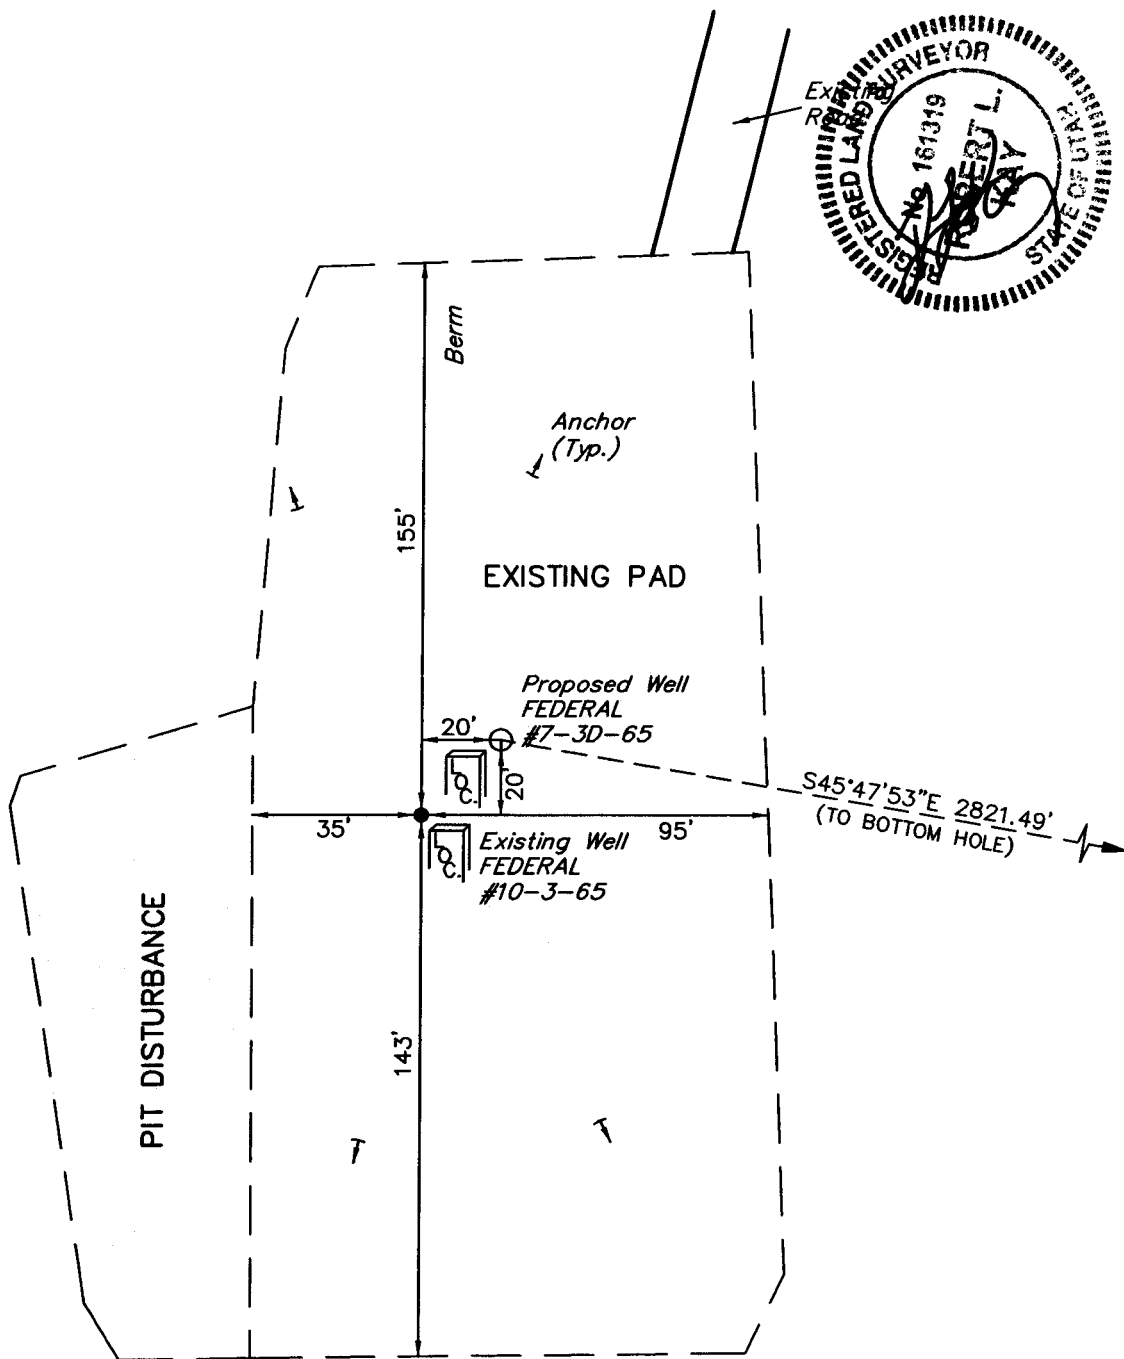 Existing
Road
REGISTERED LAND SURVEYOR
No 161319
ROBERT L.
KAY
STATE OF UTAH
Berm
Anchor
(Typ.)
155'
EXISTING PAD
Proposed Well
FEDERAL
#7-3D-65
20'
20'
LOC.
S45°47'53"E 2821.49'
(TO BOTTOM HOLE)
35'
95'
LOC.
Existing Well
FEDERAL
#10-3-65
PIT DISTURBANCE
143'